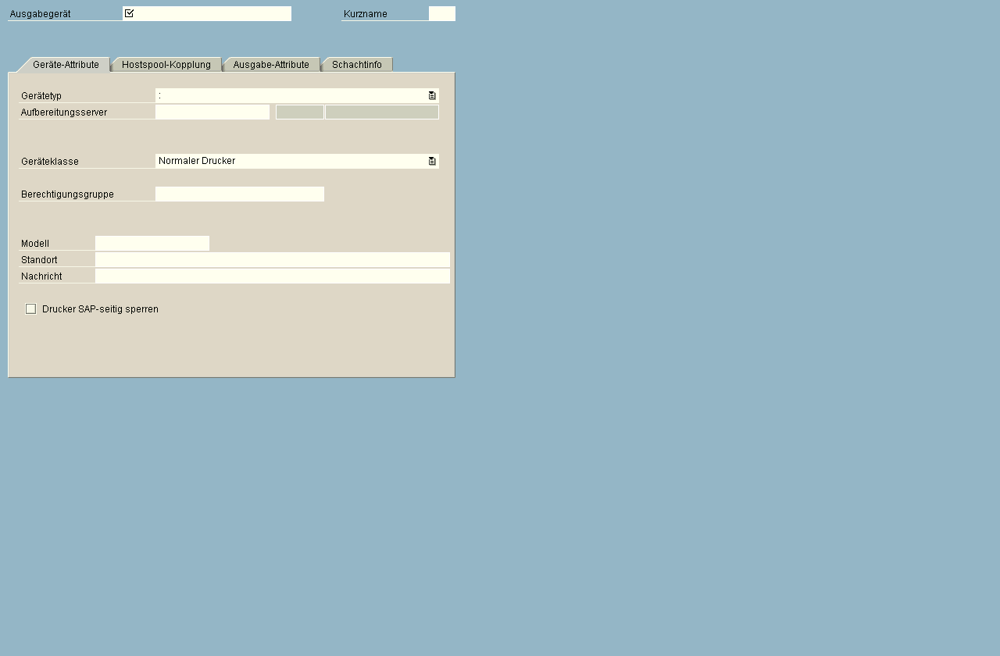 Ausgabegerät Kurzname
Geräte-Attribute Hostspool-Kopplung Ausgabe-Attribute Schachtinfo
Gerätetyp :
Aufbereitungsserver
Geräteklasse Normaler Drucker
Berechtigungsgruppe
Modell
Standort
Nachricht
Drucker SAP-seitig sperren